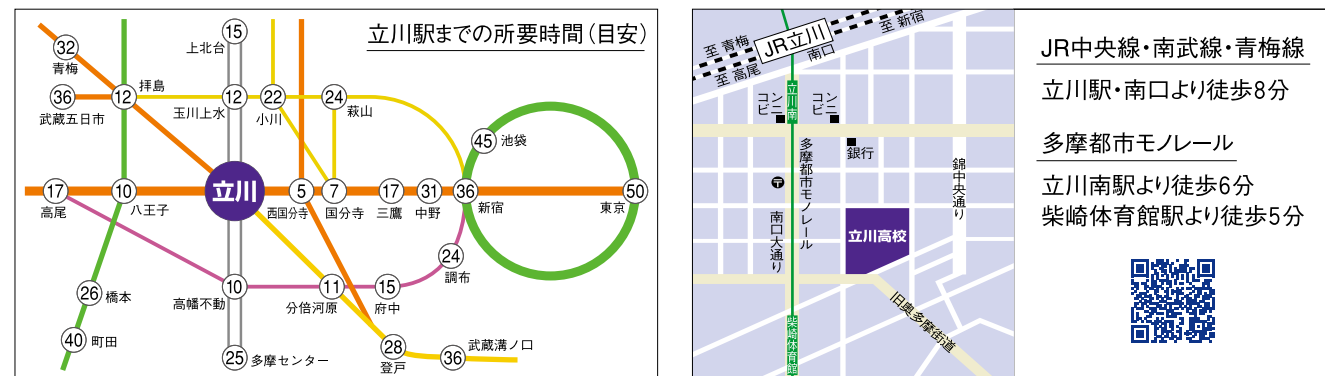 立川駅までの所要時間(目安)
15
上北台
32
青梅
36
武蔵五日市
12
拝島
12
玉川上水
22
小川
24
萩山
45
池袋
17
高尾
10
八王子
立川
5
西国分寺
7
国分寺
17
三鷹
31
中野
36
新宿
50
東京
24
調布
10
高幡不動
11
分倍河原
15
府中
26
橋本
40
町田
25
多摩センター
28
登戸
36
武蔵溝ノ口
至 青梅
至 新宿
JR立川
至 高尾
南口
立川南
コンビニ
コンビニ
銀行
〒
多摩都市モノレール
南口大通り
錦中央通り
立川高校
旧奥多摩街道
柴崎体育館
JR中央線・南武線・青梅線
立川駅・南口より徒歩8分
多摩都市モノレール
立川南駅より徒歩6分
柴崎体育館駅より徒歩5分